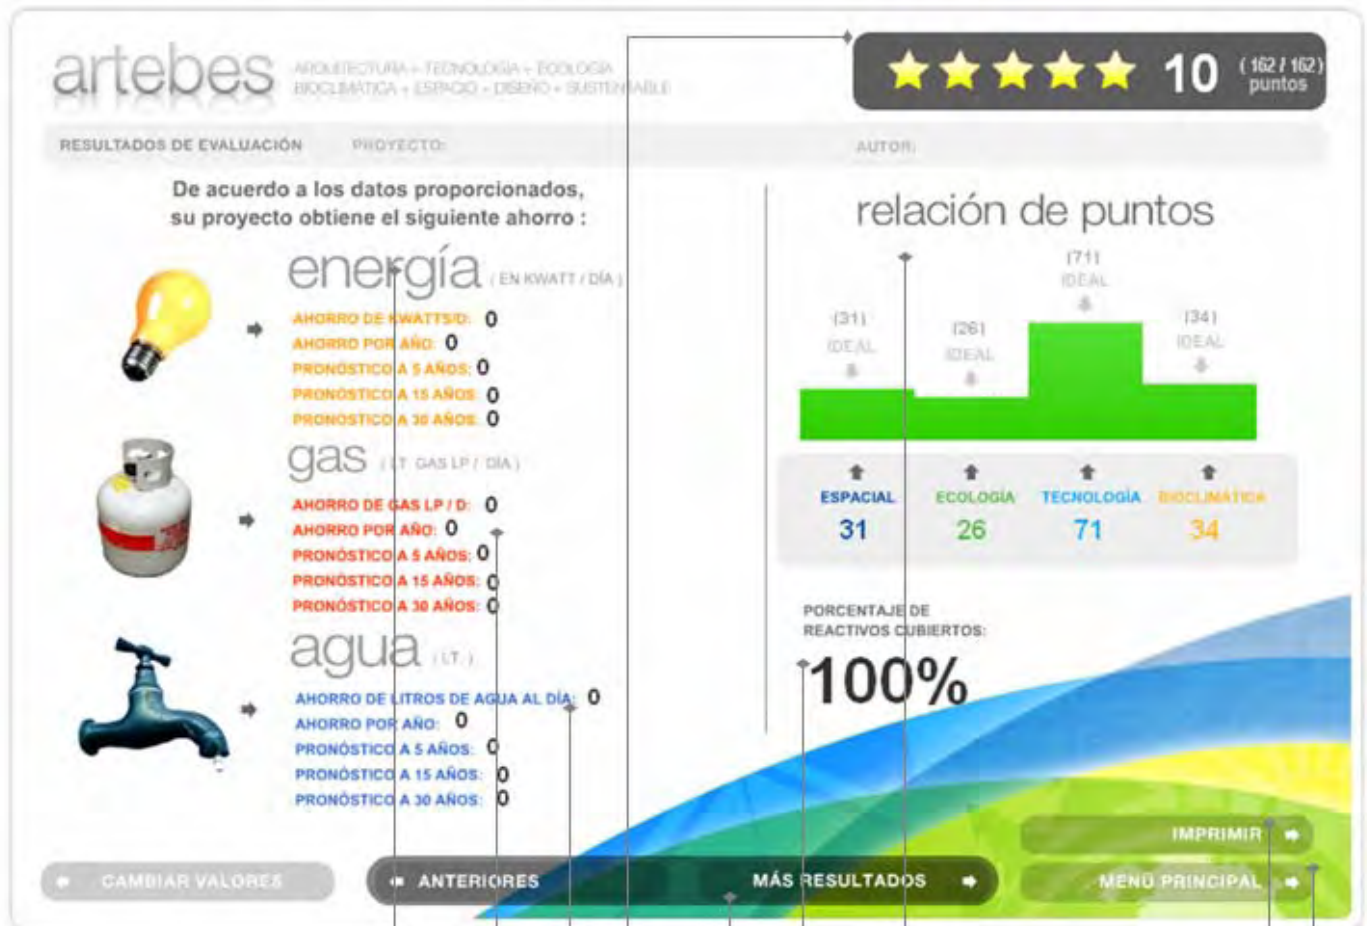 artebes
ARQUITECTURA + TECNOLOGÍA + ECOLOGÍA
BIOCLIMATICA + ESPACIO + DISEÑO + SUSTENTABLE
10
( 162 / 162 )
puntos
RESULTADOS DE EVALUACIÓN PROYECTO: AUTOR:
De acuerdo a los datos proporcionados,
su proyecto obtiene el siguiente ahorro :
energía ( EN KWATT / DÍA )
AHORRO DE KWATTS/D: 0
AHORRO POR AÑO: 0
PRONÓSTICO A 5 AÑOS: 0
PRONÓSTICO A 15 AÑOS: 0
PRONÓSTICO A 30 AÑOS: 0
gas ( LT. GAS LP / DÍA )
AHORRO DE GAS LP / D: 0
AHORRO POR AÑO: 0
PRONÓSTICO A 5 AÑOS: 0
PRONÓSTICO A 15 AÑOS: 0
PRONÓSTICO A 30 AÑOS: 0
agua ( LT. )
AHORRO DE LITROS DE AGUA AL DÍA: 0
AHORRO POR AÑO: 0
PRONÓSTICO A 5 AÑOS: 0
PRONÓSTICO A 15 AÑOS: 0
PRONÓSTICO A 30 AÑOS: 0
relación de puntos
(71)
IDEAL
(31)
IDEAL
(26)
IDEAL
(34)
IDEAL
ESPACIAL ECOLOGÍA TECNOLOGÍA BIOCLIMÁTICA
31 26 71 34
PORCENTAJE DE
REACTIVOS CUBIERTOS:
100%
IMPRIMIR
CAMBIAR VALORES ANTERIORES MÁS RESULTADOS MENÚ PRINCIPAL